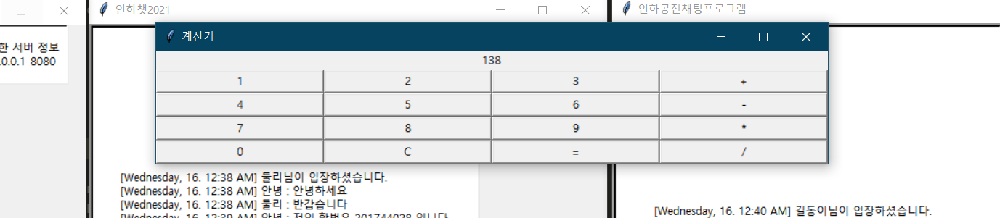 인하챗2021
인하공전채팅프로그램
한 서버 정보
.0.0.1 8080
계산기
138
1 2 3 +
4 5 6 -
7 8 9 *
0 C = /
[Wednesday, 16. 12:38 AM] 둘리님이 입장하셨습니다.
[Wednesday, 16. 12:38 AM] 안녕 : 안녕하세요
[Wednesday, 16. 12:38 AM] 둘리 : 반갑습니다
[Wednesday, 16. 12:39 AM] 안녕 : 저의 학번은 201744028 입니다
[Wednesday, 16. 12:40 AM] 길동이님이 입장하셨습니다.